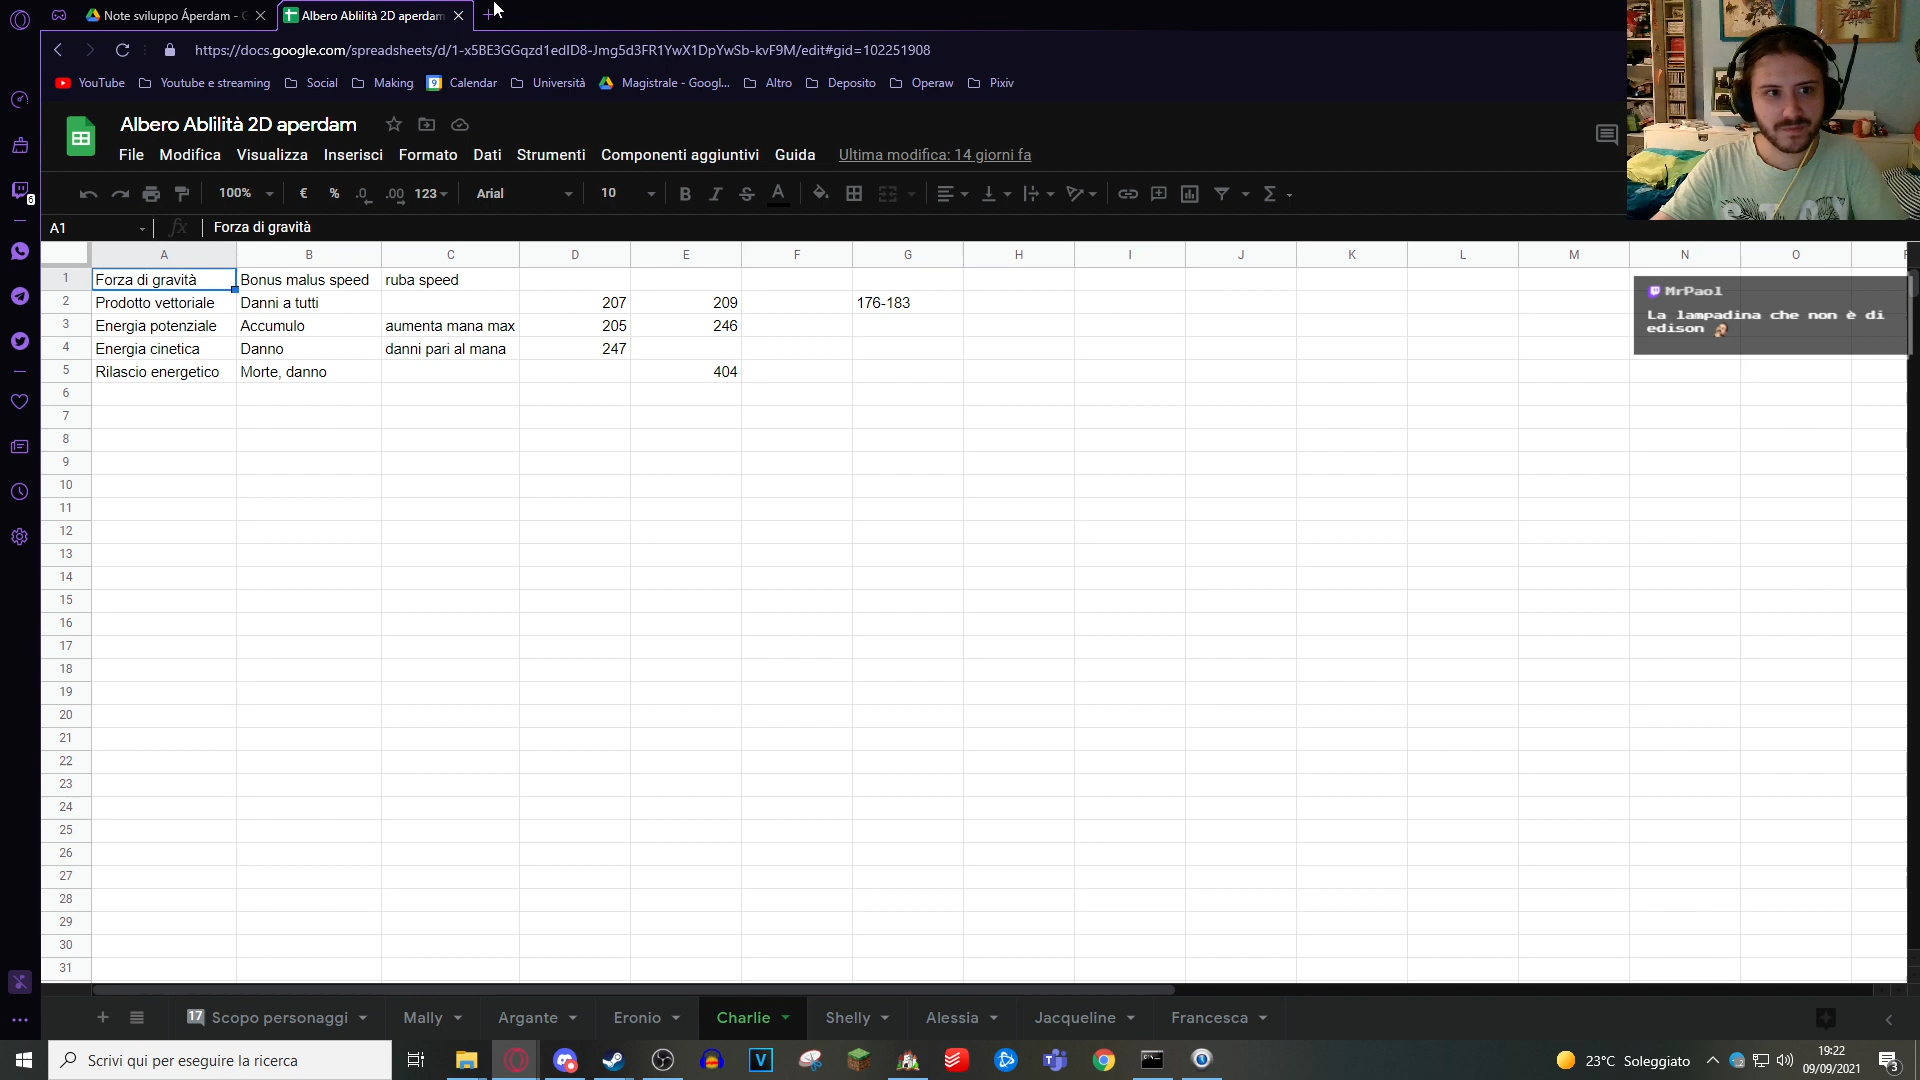 Note sviluppo Áperdam - G
Albero Ablilità 2D aperdam
https://docs.google.com/spreadsheets/d/1-x5BE3GGqzd1edID8-Jmg5d3FR1YwX1DpYwSb-kvF9M/edit#gid=102251908
YouTube Youtube e streaming Social Making Calendar Università Magistrale - Googl... Altro Deposito Operaw Pixiv
Albero Ablilità 2D aperdam
File Modifica Visualizza Inserisci Formato Dati Strumenti Componenti aggiuntivi Guida Ultima modifica: 14 giorni fa
100% € % .0 .00 123 Arial 10 B I S A
A1 fx Forza di gravità
A B C D E F G H I J K L M N O
1 Forza di gravità Bonus malus speed ruba speed
2 Prodotto vettoriale Danni a tutti 207 209 176-183
3 Energia potenziale Accumulo aumenta mana max 205 246
4 Energia cinetica Danno danni pari al mana 247
5 Rilascio energetico Morte, danno 404
6
7
8
9
10
11
12
13
14
15
16
17
18
19
20
21
22
23
24
25
26
27
28
29
30
31
MrPaol
La lampadina che non è di
edison
17 Scopo personaggi Mally Argante Eronio Charlie Shelly Alessia Jacqueline Francesca
Scrivi qui per eseguire la ricerca
23°C Soleggiato
19:22
09/09/2021
3